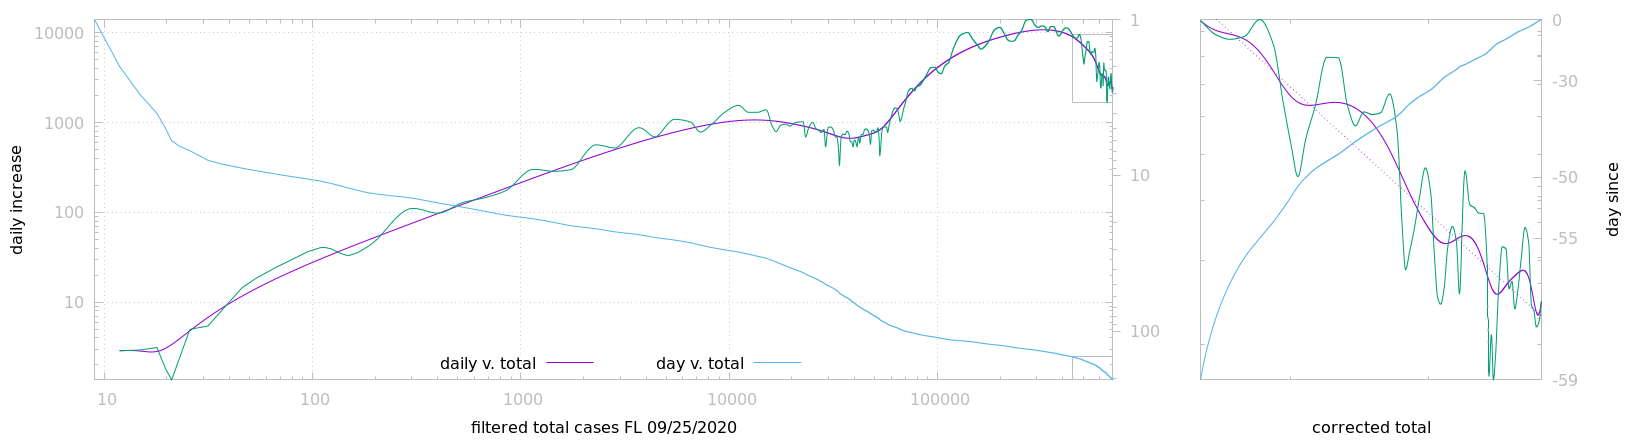 10000
1000
100
10
daily increase
10
100
1000
10000
100000
1
10
100
daily v. total
day v. total
filtered total cases FL 09/25/2020
0
-30
-50
-55
-59
day since
corrected total